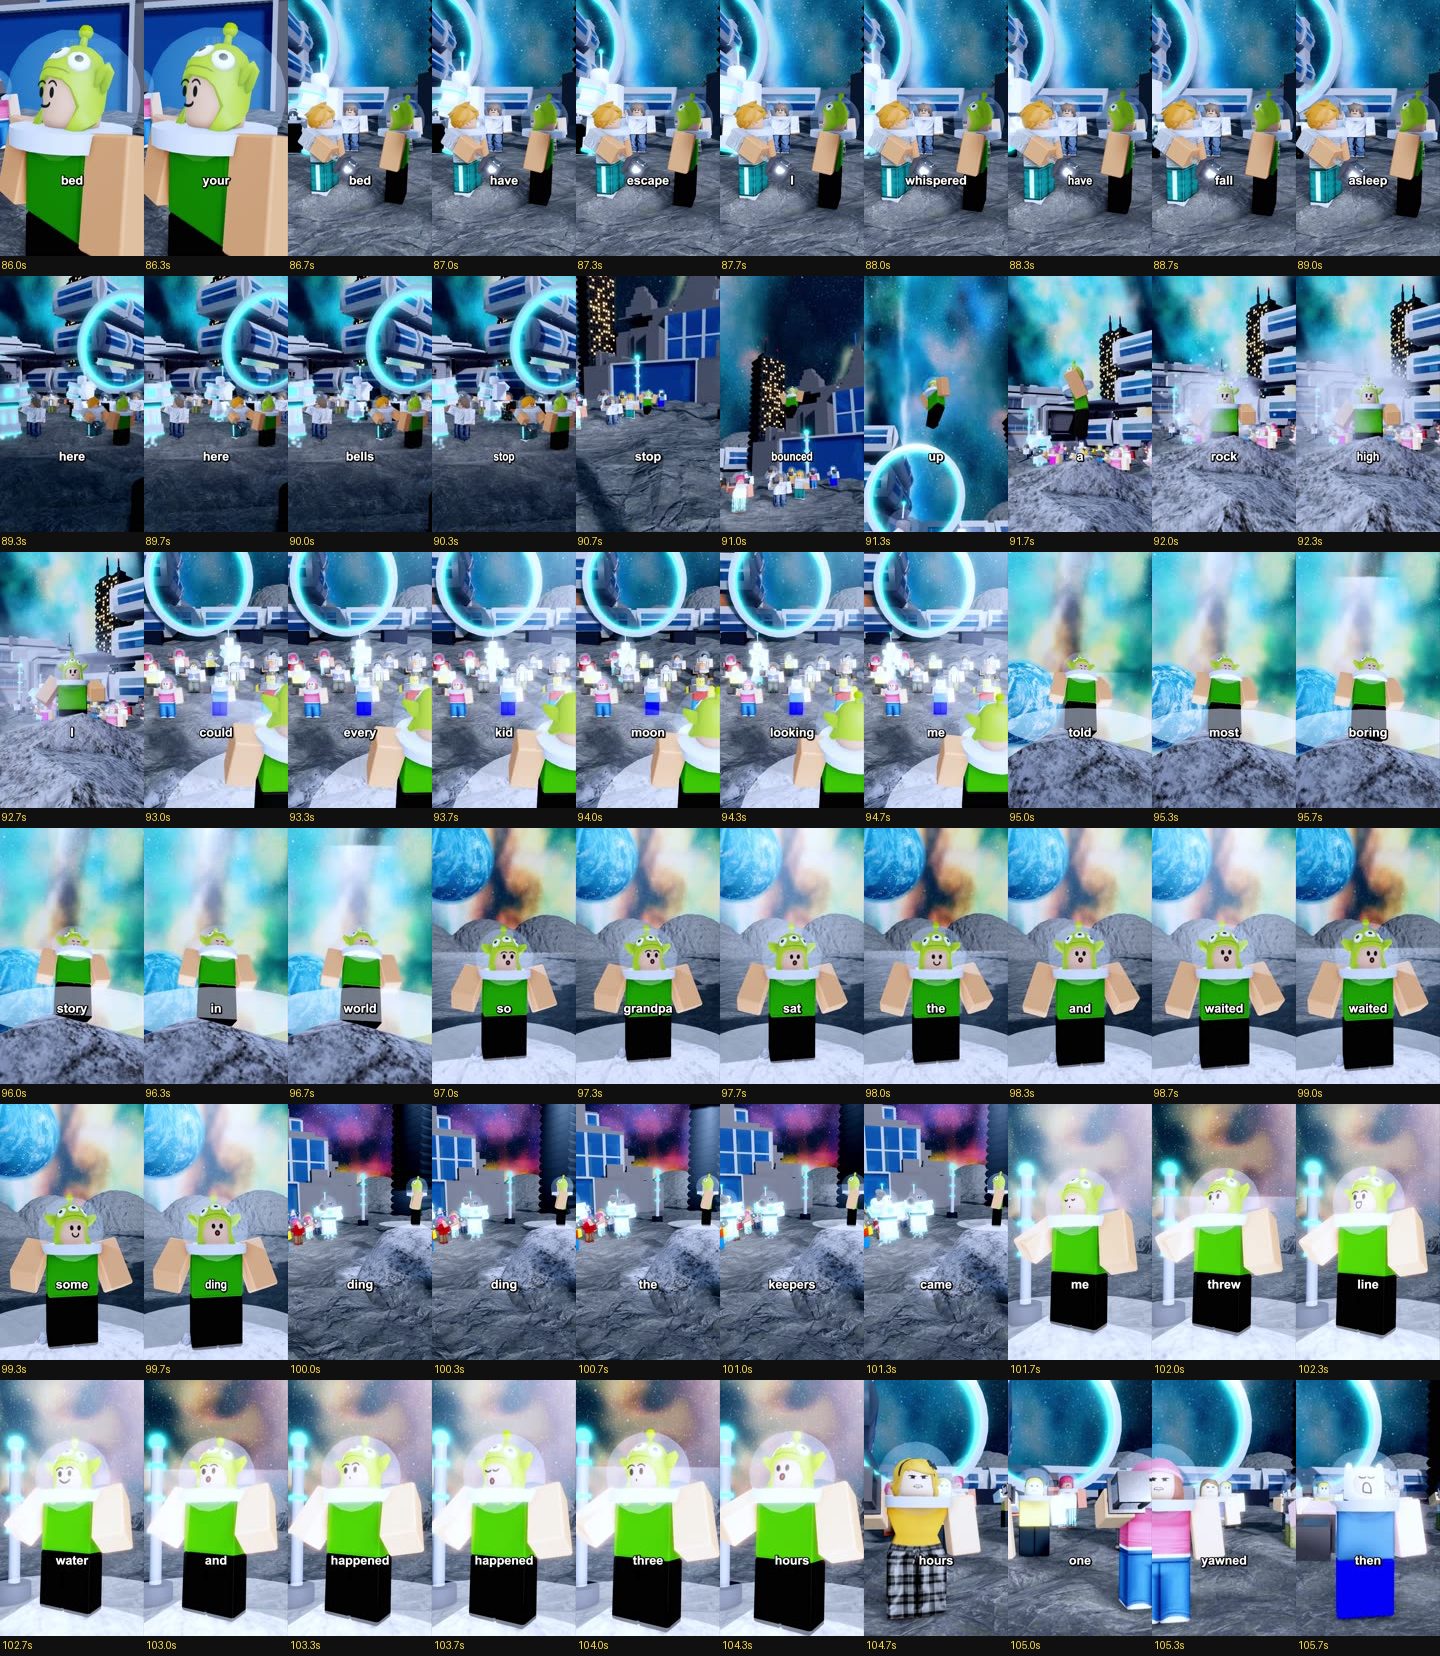 bed your bed have escape I whispered have fall asleep
86.0s 86.3s 86.7s 87.0s 87.3s 87.7s 88.0s 88.3s 88.7s 89.0s
here here bells stop stop bounced up a rock high
89.3s 89.7s 90.0s 90.3s 90.7s 91.0s 91.3s 91.7s 92.0s 92.3s
I could every kid moon looking me told most boring
92.7s 93.0s 93.3s 93.7s 94.0s 94.3s 94.7s 95.0s 95.3s 95.7s
story in world so grandpa sat the and waited waited
96.0s 96.3s 96.7s 97.0s 97.3s 97.7s 98.0s 98.3s 98.7s 99.0s
some ding ding ding the keepers came me threw line
99.3s 99.7s 100.0s 100.3s 100.7s 101.0s 101.3s 101.7s 102.0s 102.3s
water and happened happened three hours hours one yawned then
102.7s 103.0s 103.3s 103.7s 104.0s 104.3s 104.7s 105.0s 105.3s 105.7s